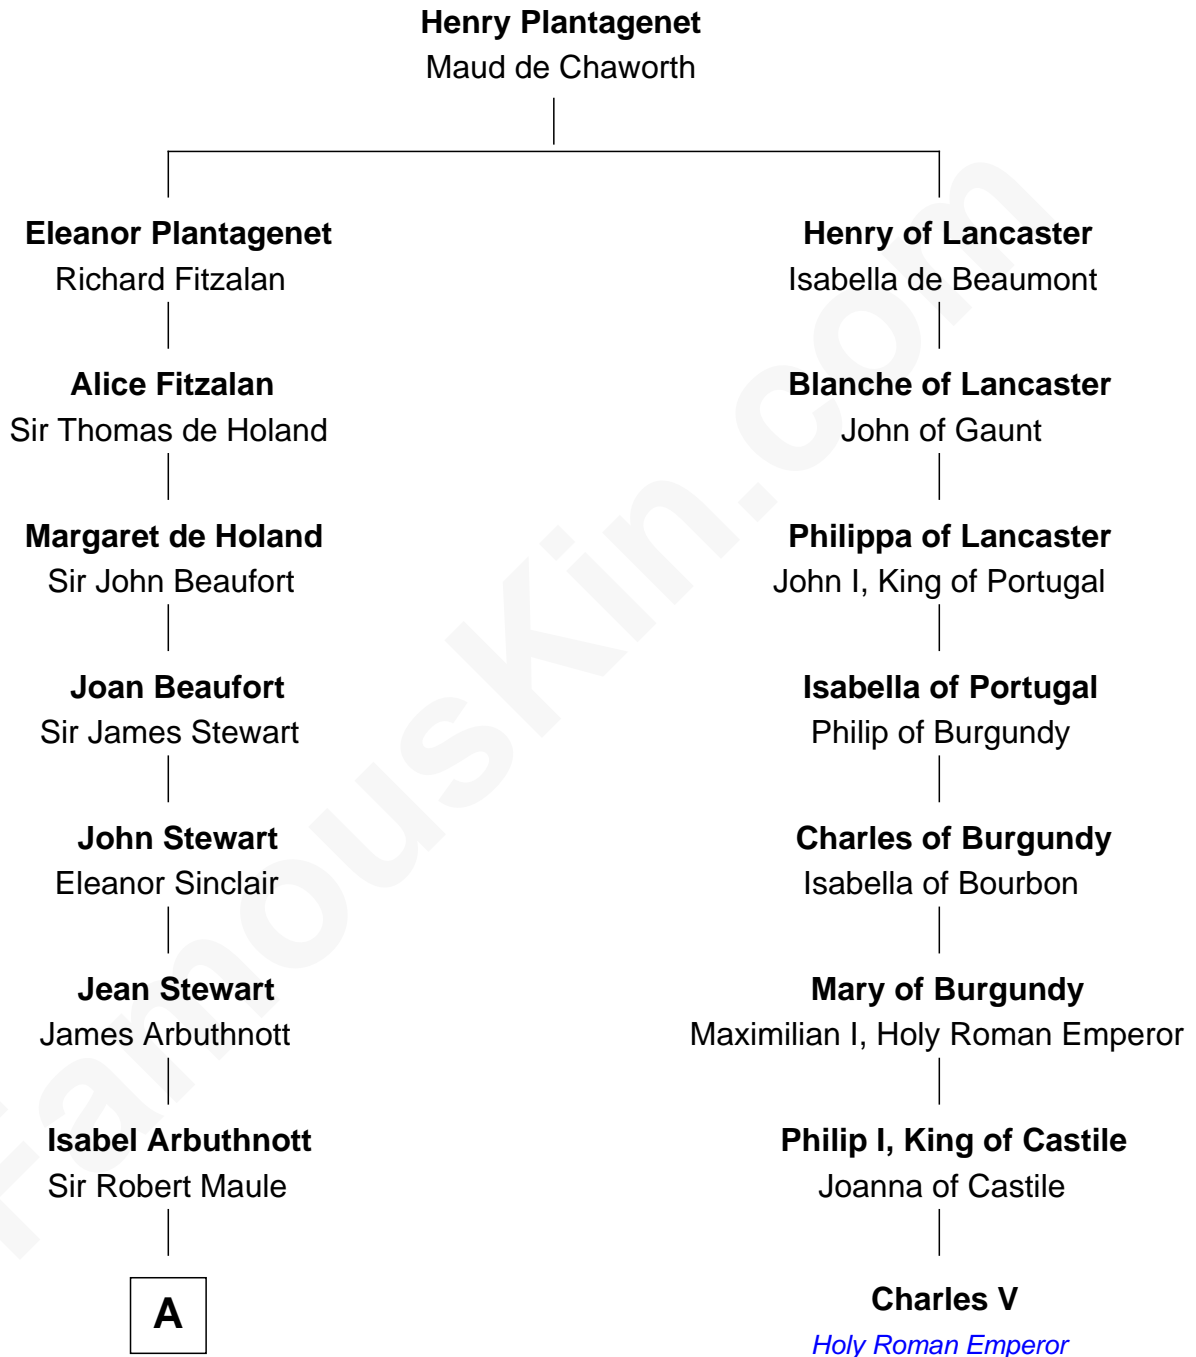 Henry Plantagenet
Maud de Chaworth
Eleanor Plantagenet
Richard Fitzalan
Alice Fitzalan
Sir Thomas de Holand
Margaret de Holand
Sir John Beaufort
Joan Beaufort
Sir James Stewart
John Stewart
Eleanor Sinclair
Jean Stewart
James Arbuthnott
Isabel Arbuthnott
Sir Robert Maule
A
Henry of Lancaster
Isabella de Beaumont
Blanche of Lancaster
John of Gaunt
Philippa of Lancaster
John I, King of Portugal
Isabella of Portugal
Philip of Burgundy
Charles of Burgundy
Isabella of Bourbon
Mary of Burgundy
Maximilian I, Holy Roman Emperor
Philip I, King of Castile
Joanna of Castile
Charles V
Holy Roman Emperor
FamousKin.com